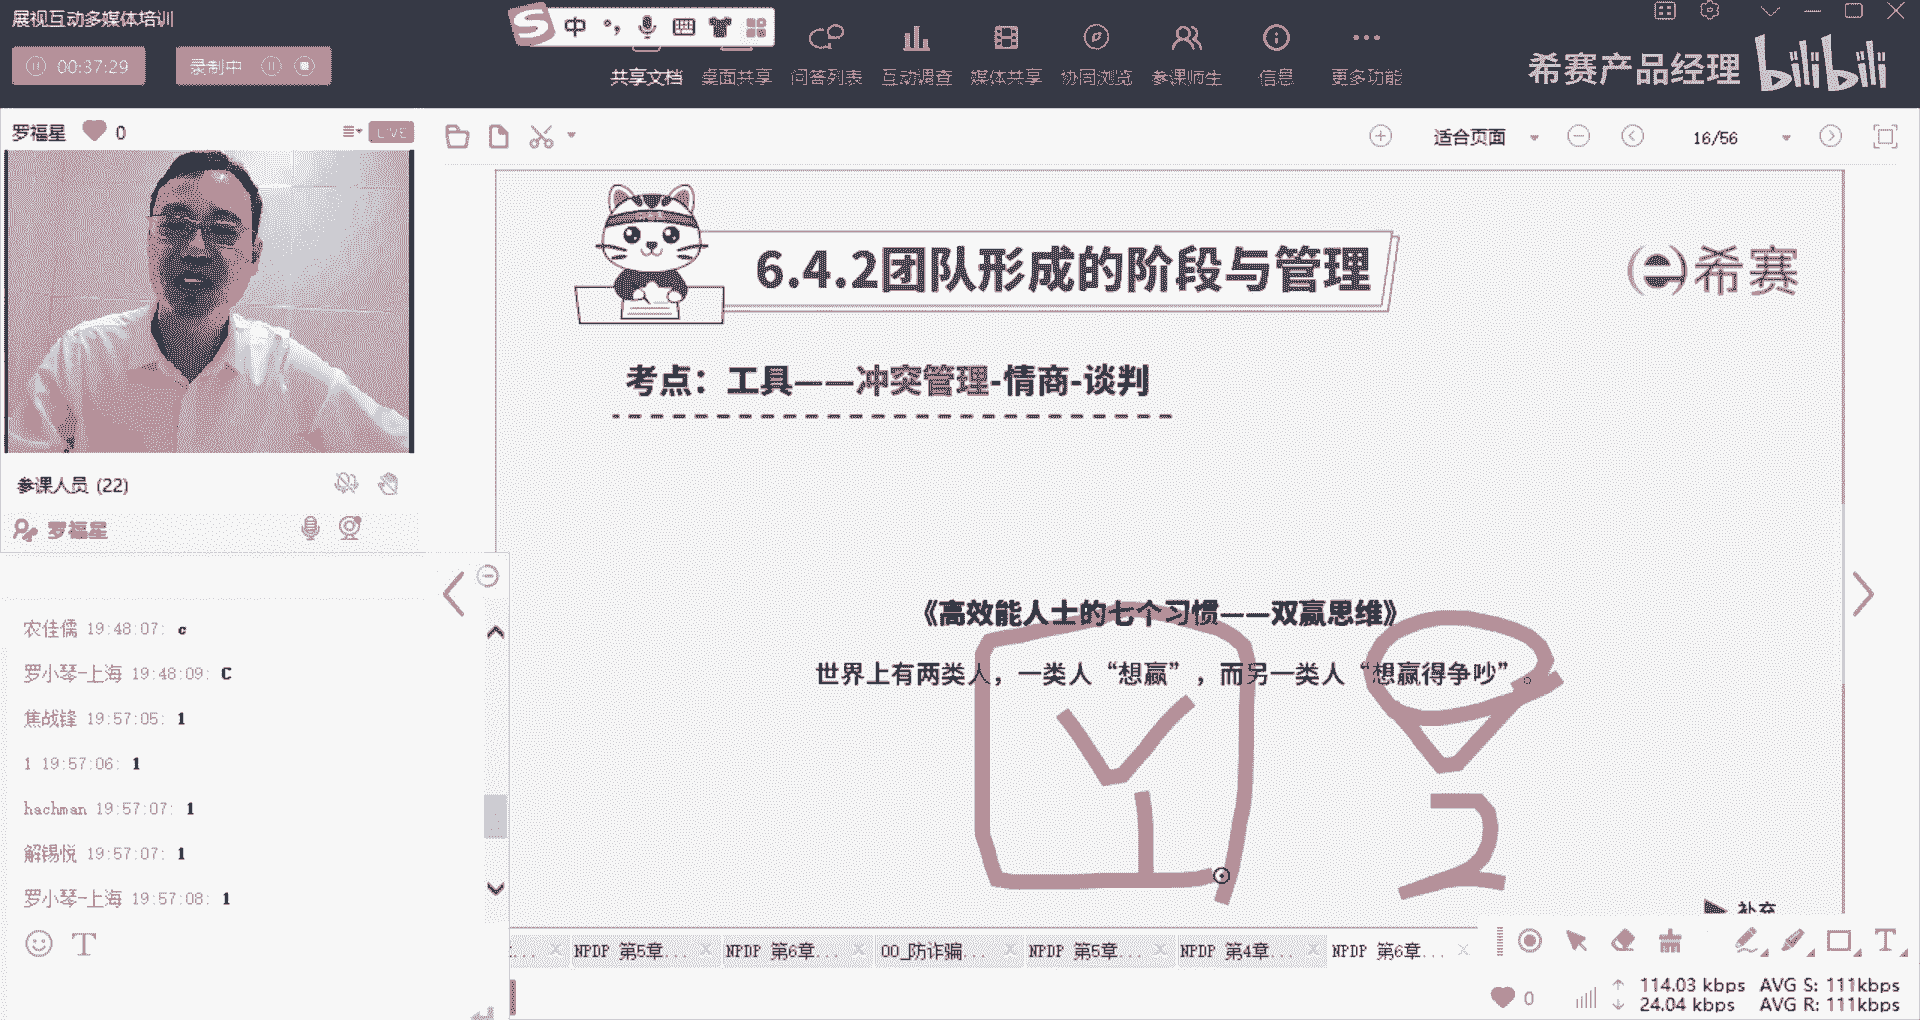 展视互动多媒体培训
00:37:29
录制中
中
共享文档 桌面共享 问答列表 互动调查 媒体共享 协同浏览 参课师生 信息 更多功能
希赛产品经理 bilibili
罗福星 0
LIVE
适合页面
16/56
6.4.2团队形成的阶段与管理
希赛
考点：工具——冲突管理-情商-谈判
《高效能人士的七个习惯——双赢思维》
世界上有两类人，一类人“想赢”，而另一类人“想赢得争吵”。
1
2
补充
参课人员 (22)
罗福星
农佳儒 19:48:07: c
罗小琴-上海 19:48:09: C
焦战锋 19:57:05: 1
1 19:57:06: 1
hachman 19:57:07: 1
解锡悦 19:57:07: 1
罗小琴-上海 19:57:08: 1
NPDP 第5章...
NPDP 第6章...
00_防诈骗...
NPDP 第5章...
NPDP 第4章...
NPDP 第6章...
0
114.03 kbps AVG S: 111kbps
24.04 kbps AVG R: 111kbps